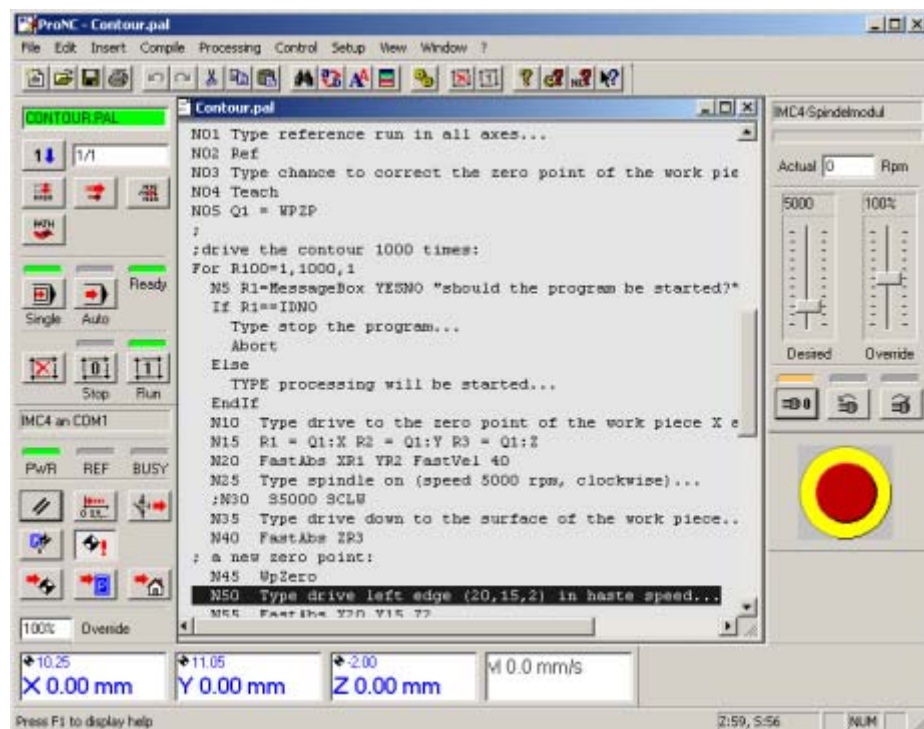 ProNC - Contour.pal
File Edit Insert Compile Processing Control Setup View Window ?
CONTOUR.PAL
1/1
Ready
Single Auto
Stop Run
IMC4 an COM1
PWR REF BUSY
100% Override
Contour.pal
N01 Type reference run in all axes...
N02 Ref
N03 Type chance to correct the zero point of the work pie
N04 Teach
N05 Q1 = WPZP
;
;drive the contour 1000 times:
For R100=1,1000,1
N5 R1=MessageBox YESNO "should the program be started?"
If R1==IDNO
Type stop the program...
Abort
Else
TYPE processing will be started...
EndIf
N10 Type drive to the zero point of the work piece X a
N15 R1 = Q1:X R2 = Q1:Y R3 = Q1:Z
N20 FastAbs XR1 YR2 FastVel 40
N25 Type spindle on (speed 5000 rpm, clockwise)...
;N30 S5000 SCLW
N35 Type drive down to the surface of the work piece..
N40 FastAbs ZR3
; a new zero point:
N45 WpZero
N50 Type drive left edge (20,15,2) in haste speed...
N55 FastAbs X20 Y15 Z2
IMC4-Spindelmodul
Actual 0 Rpm
5000 100%
Desired Override
10.25 11.05 -2.00
X 0.00 mm Y 0.00 mm Z 0.00 mm vl 0.0 mm/s
Press F1 to display help
Z:59, S:56 NUM